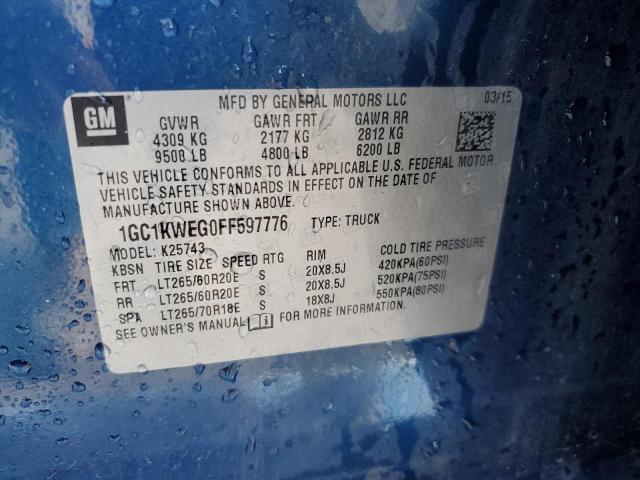 GM
MFD BY GENERAL MOTORS LLC 03/15
GVWR GAWR FRT GAWR RR
4309 KG 2177 KG 2812 KG
9508 LB 4800 LB 6200 LB
THIS VEHICLE CONFORMS TO ALL APPLICABLE U.S. FEDERAL MOTOR
VEHICLE SAFETY STANDARDS IN EFFECT ON THE DATE OF
MANUFACTURE SHOWN ABOVE.
1GC1KWEG0FF597776 TYPE: TRUCK
MODEL: K25743
KBSN TIRE SIZE SPEED RTG RIM COLD TIRE PRESSURE
FRT LT265/60R20E S 20X8.5J 420KPA(60PSI)
RR LT265/60R20E S 20X8.5J 520KPA(75PSI)
SPA LT265/70R18E S 18X8J 550KPA(80PSI)
SEE OWNER'S MANUAL FOR MORE INFORMATION.